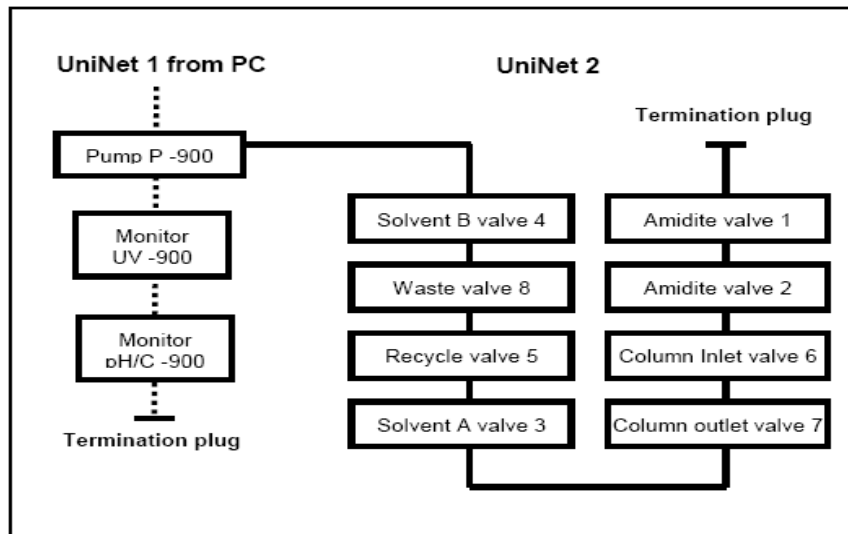 UniNet 1 from PC
Pump P -900
Monitor
UV -900
Monitor
pH/C -900
Termination plug
UniNet 2
Solvent B valve 4
Waste valve 8
Recycle valve 5
Solvent A valve 3
Termination plug
Amidite valve 1
Amidite valve 2
Column Inlet valve 6
Column outlet valve 7